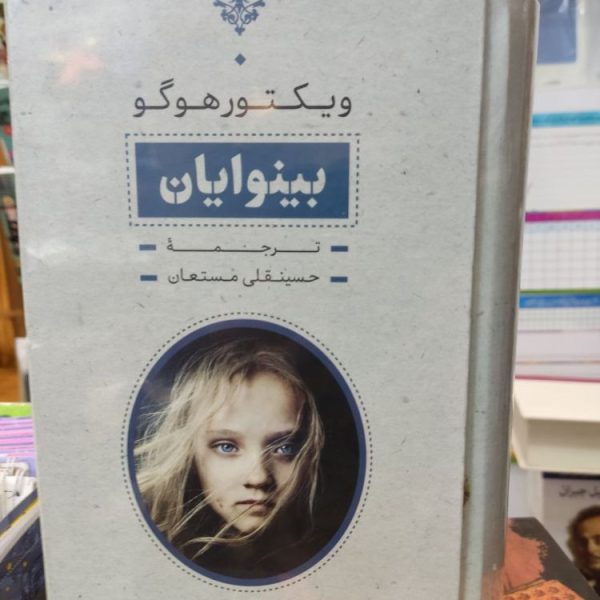 ویکتور هوگو
بینوایان
ترجمهٔ
حسینقلی مستعان